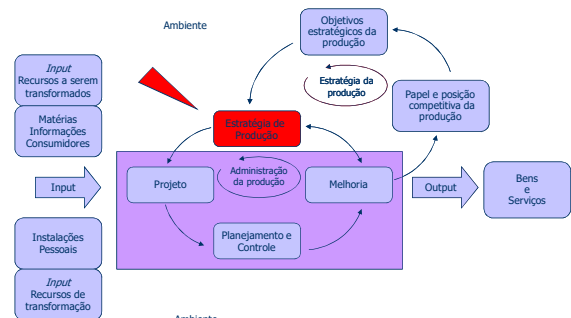 Ambiente
Objetivos
estratégicos da
produção
Input
Recursos a serem
transformados
Matérias
Informações
Consumidores
Estratégia da
produção
Papel e posição
competitiva da
produção
Estratégia de
Produção
Input
Projeto
Administração
da produção
Melhoria
Output
Bens
e
Serviços
Planejamento e
Controle
Instalações
Pessoais
Input
Recursos de
transformação
Ambiente